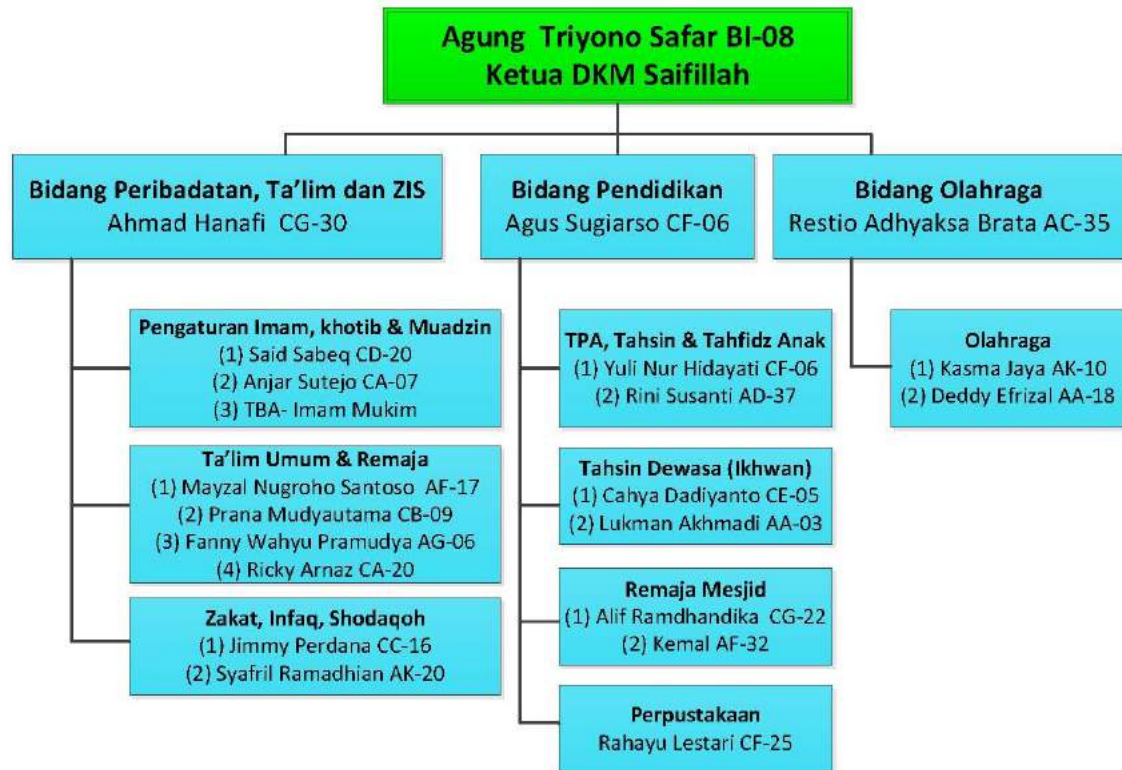 Agung Triyono Safar BI-08
Ketua DKM Saifillah
Bidang Peribadatan, Ta'lim dan ZIS
Ahmad Hanafi CG-30
Pengaturan Imam, khotib & Muadzin
(1) Said Sabeq CD-20
(2) Anjar Sutejo CA-07
(3) TBA- Imam Mukim
Ta'lim Umum & Remaja
(1) Mayzal Nugroho Santoso AF-17
(2) Prana Mudyautama CB-09
(3) Fanny Wahyu Pramudya AG-06
(4) Ricky Arnaz CA-20
Zakat, Infaq, Shodaqoh
(1) Jimmy Perdana CC-16
(2) Syafril Ramadhian AK-20
Bidang Pendidikan
Agus Sugiarso CF-06
TPA, Tahsin & Tahfidz Anak
(1) Yuli Nur Hidayati CF-06
(2) Rini Susanti AD-37
Tahsin Dewasa (Ikhwan)
(1) Cahya Dadiyanto CE-05
(2) Lukman Akhmadi AA-03
Remaja Mesjid
(1) Alif Ramdhandika CG-22
(2) Kemal AF-32
Perpustakaan
Rahayu Lestari CF-25
Bidang Olahraga
Restio Adhyaksa Brata AC-35
Olahraga
(1) Kasma Jaya AK-10
(2) Deddy Efrizal AA-18